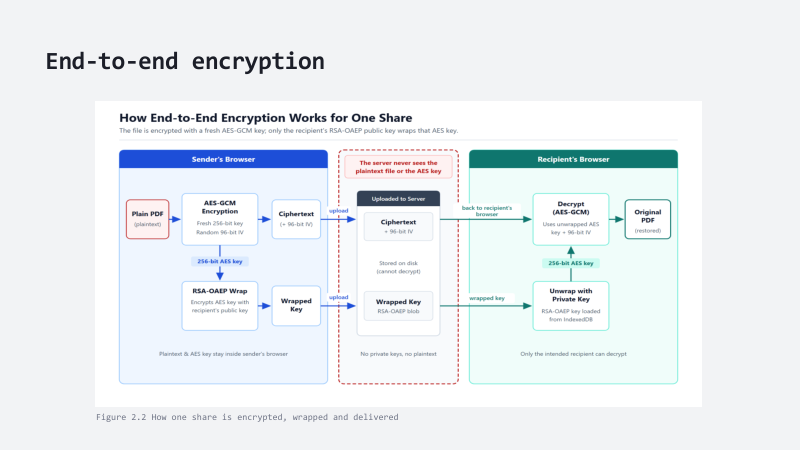 End-to-end encryption
How End-to-End Encryption Works for One Share
The file is encrypted with a fresh AES-GCM key; only the recipient's RSA-OAEP public key wraps that AES key.
Sender's Browser
Plain PDF
(plaintext)
AES-GCM
Encryption
Fresh 256-bit key
Random 96-bit IV
Ciphertext
(+ 96-bit IV)
256-bit AES key
RSA-OAEP Wrap
Encrypts AES key with
recipient's public key
Wrapped
Key
Plaintext & AES key stay inside sender's browser
upload
upload
The server never sees the
plaintext file or the AES key
Uploaded to Server
Ciphertext
+ 96-bit IV
Stored on disk
(cannot decrypt)
Wrapped Key
RSA-OAEP blob
No private keys, no plaintext
back to recipient's
browser
wrapped key
Recipient's Browser
Decrypt
(AES-GCM)
Uses unwrapped AES
key + 96-bit IV
Original
PDF
(restored)
256-bit AES key
Unwrap with
Private Key
RSA-OAEP key loaded
from IndexedDB
Only the intended recipient can decrypt
Figure 2.2 How one share is encrypted, wrapped and delivered